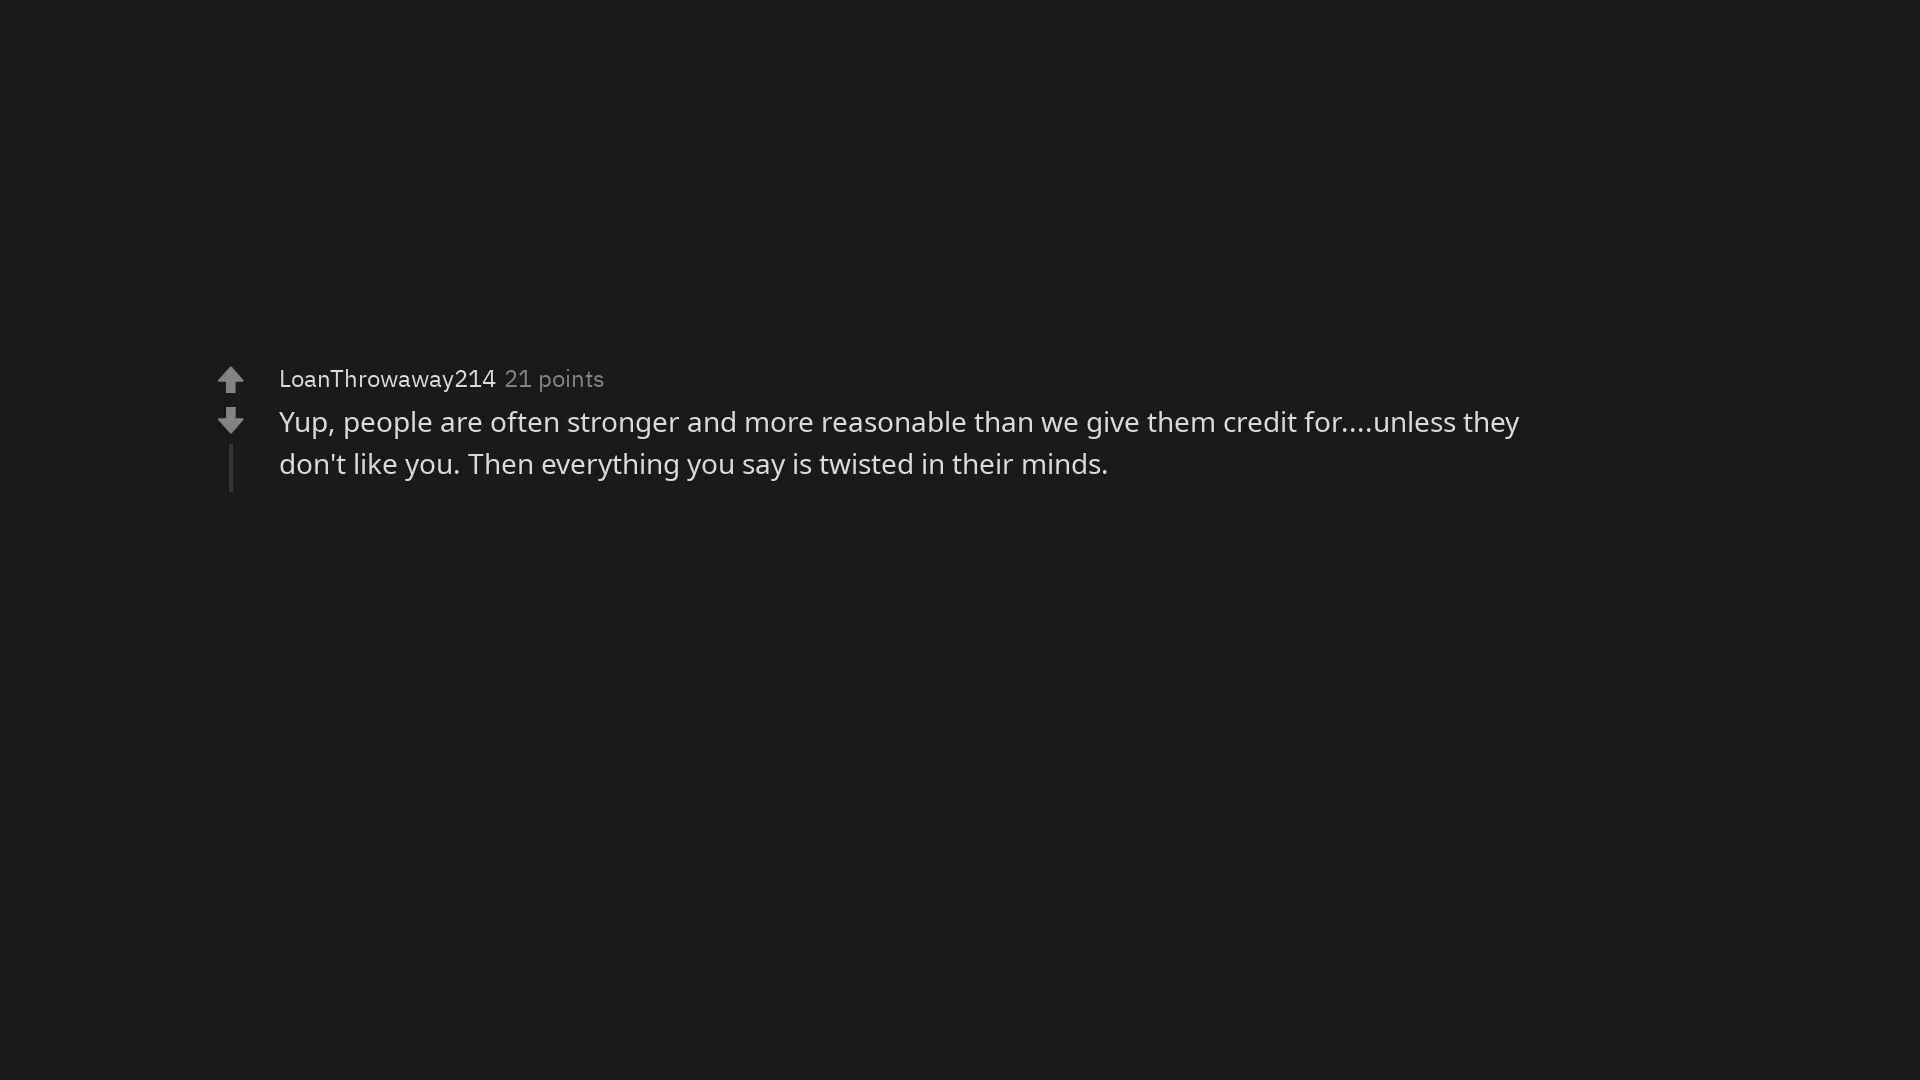 LoanThrowaway214 21 points
Yup, people are often stronger and more reasonable than we give them credit for....unless they
don't like you. Then everything you say is twisted in their minds.